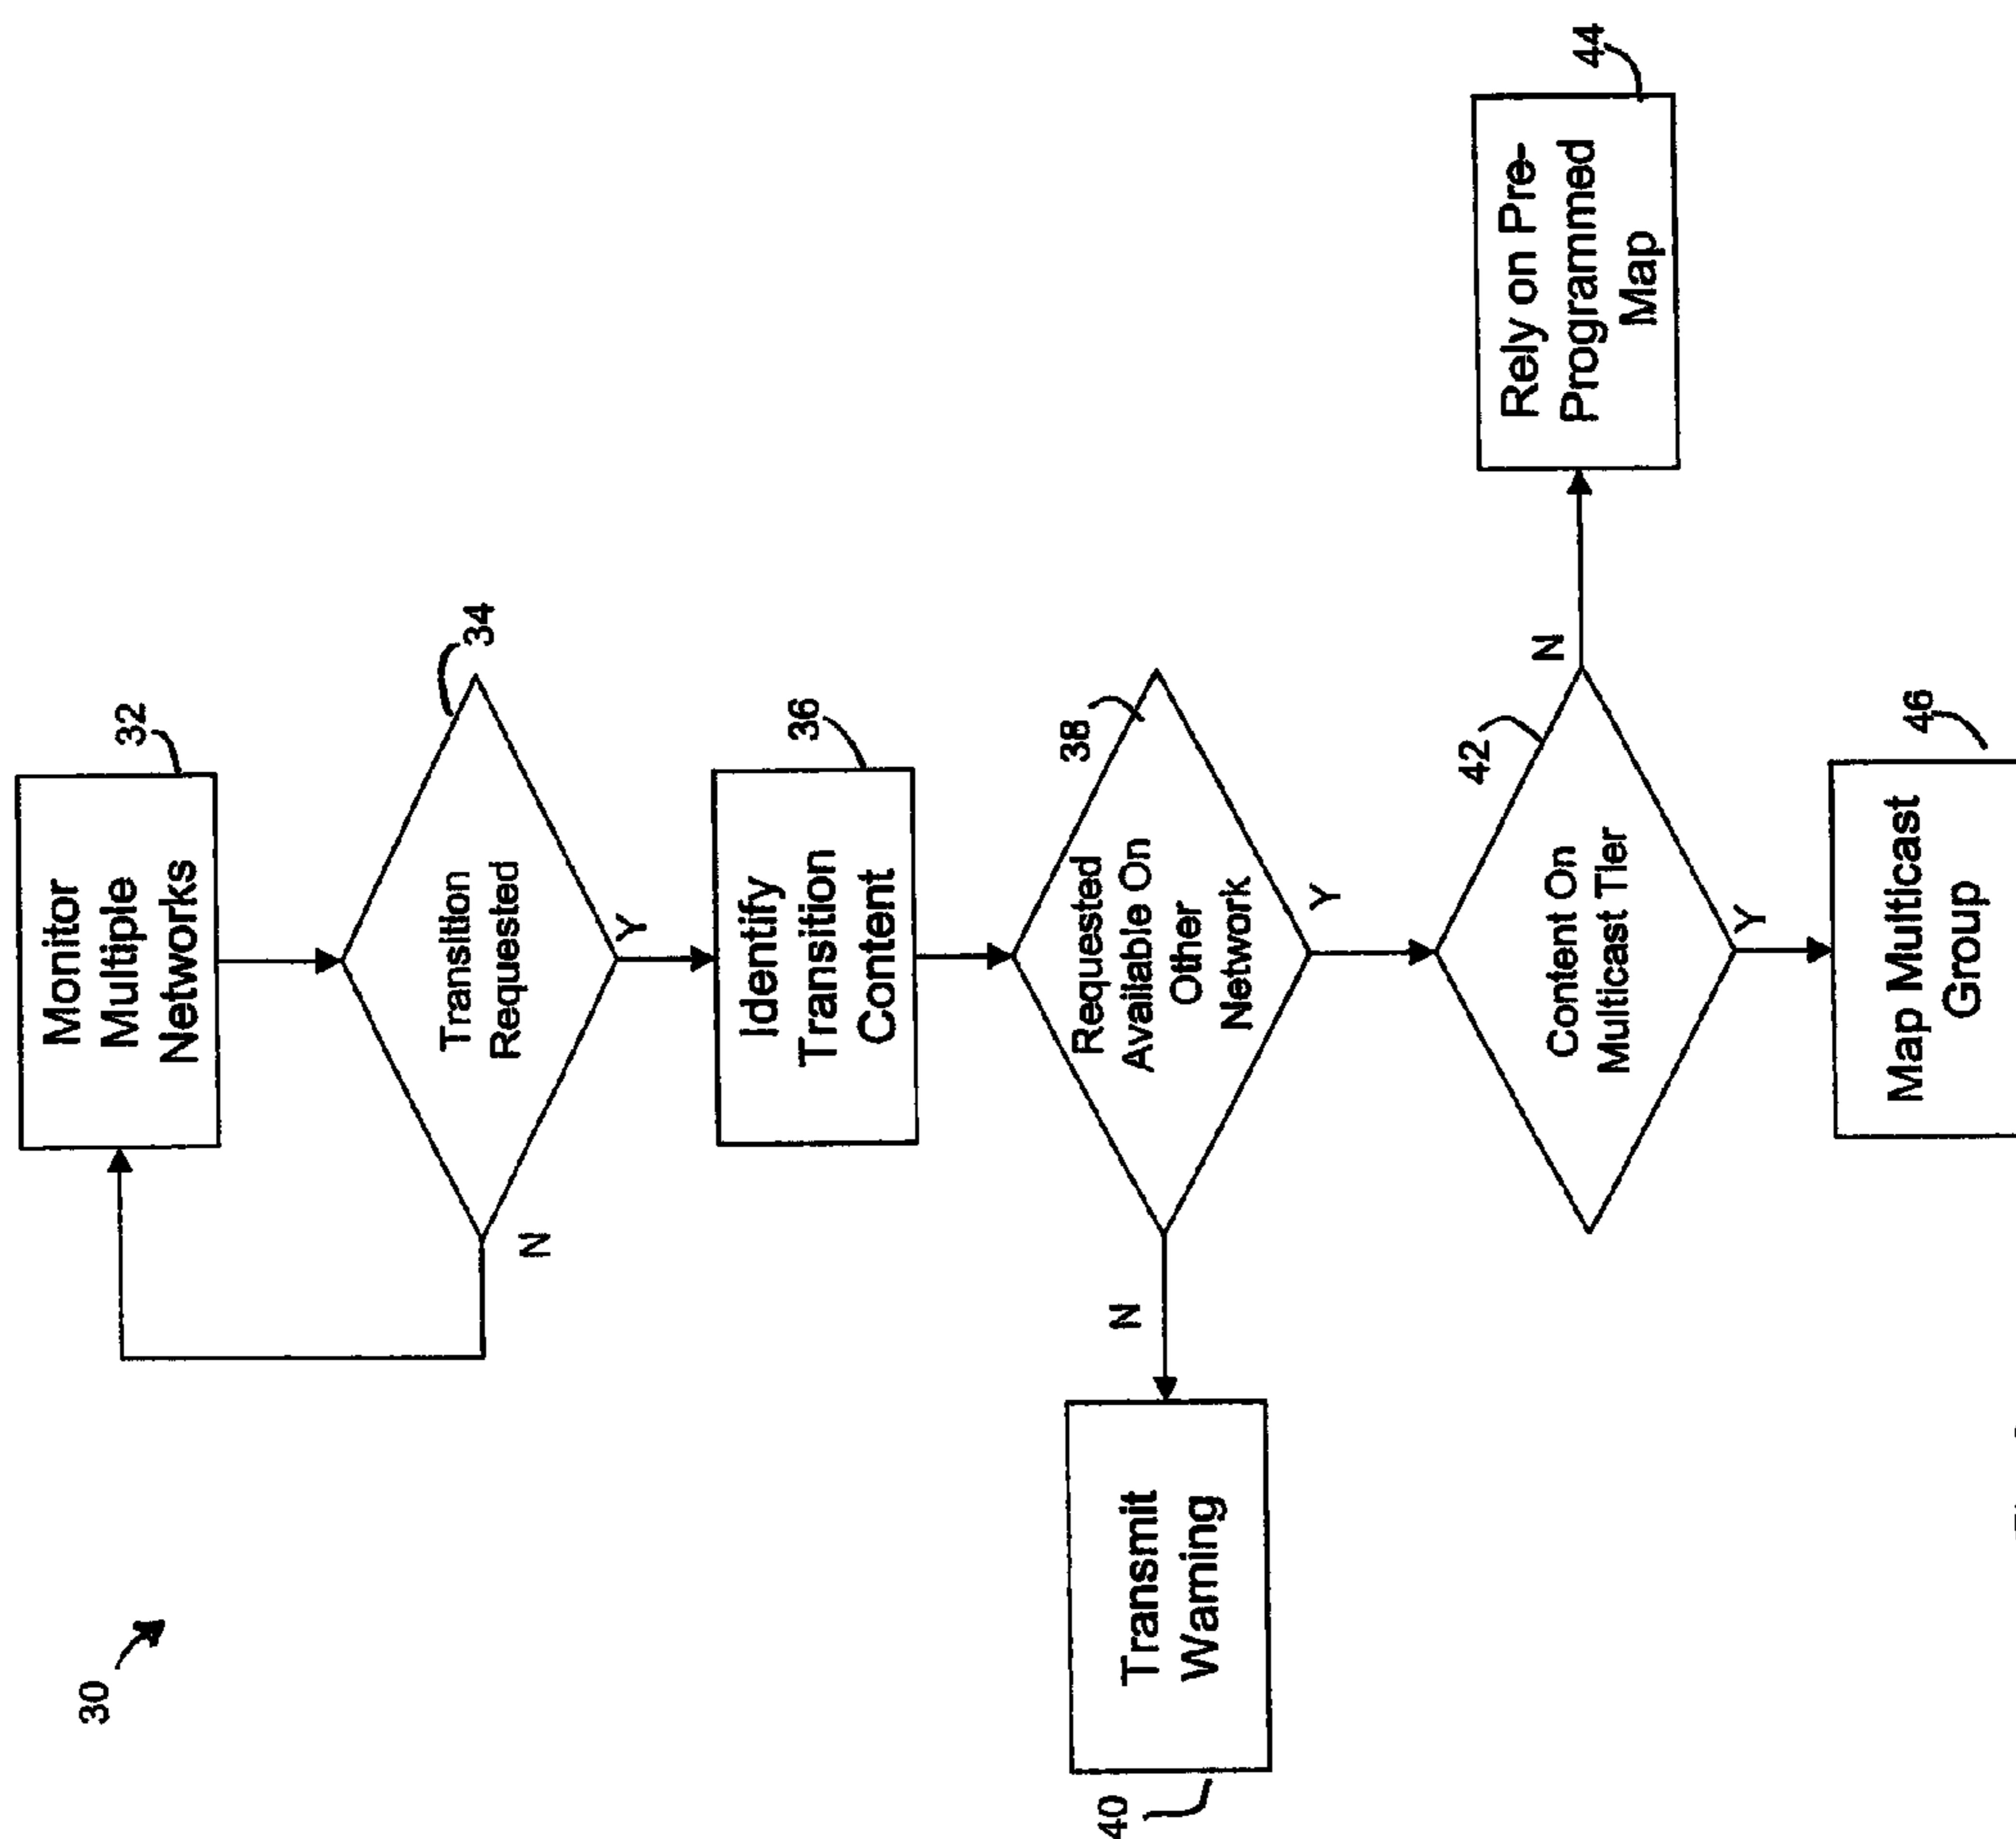 30
32
Monitor
Multiple
Networks
34
Transition
Requested
N
Y
36
Identify
Transition
Content
38
Requested
Available On
Other
Network
N
Y
40
Transmit
Warning
42
Content On
Multicast Tier
N
Y
44
Rely on Pre-
Programmed
Map
46
Map Multicast
Group